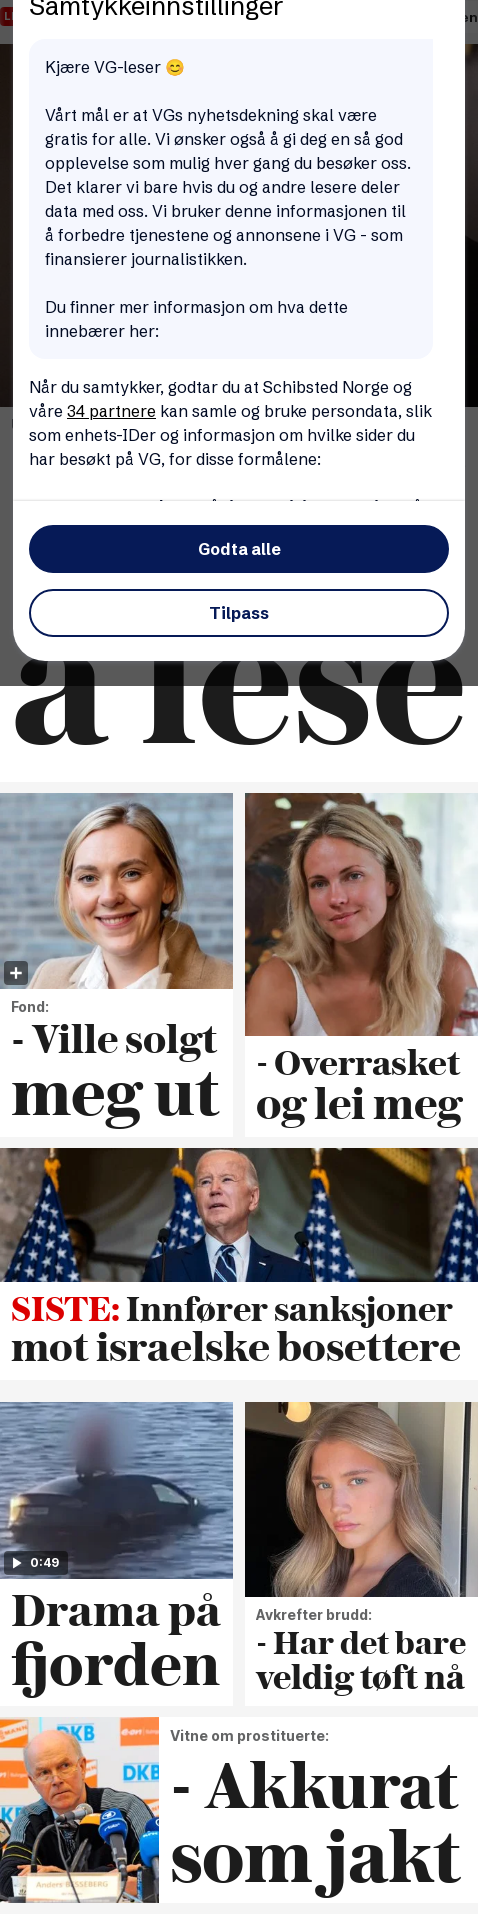 Samtykkeinnstillinger
Kjære VG-leser 😊
Vårt mål er at VGs nyhetsdekning skal være
gratis for alle. Vi ønsker også å gi deg en så god
opplevelse som mulig hver gang du besøker oss.
Det klarer vi bare hvis du og andre lesere deler
data med oss. Vi bruker denne informasjonen til
å forbedre tjenestene og annonsene i VG - som
finansierer journalistikken.
Du finner mer informasjon om hva dette
innebærer her:
Når du samtykker, godtar du at Schibsted Norge og
våre 34 partnere kan samle og bruke persondata, slik
som enhets-IDer og informasjon om hvilke sider du
har besøkt på VG, for disse formålene:
Godta alle
Tilpass
å lese
Fond:
- Ville solgt
meg ut
- Overrasket
og lei meg
SISTE: Innfører sanksjoner
mot israelske bosettere
0:49
Drama på
fjorden
Avkrefter brudd:
- Har det bare
veldig tøft nå
DKB
DKB
Anders BESSEBERG
Vitne om prostituerte:
- Akkurat
som jakt